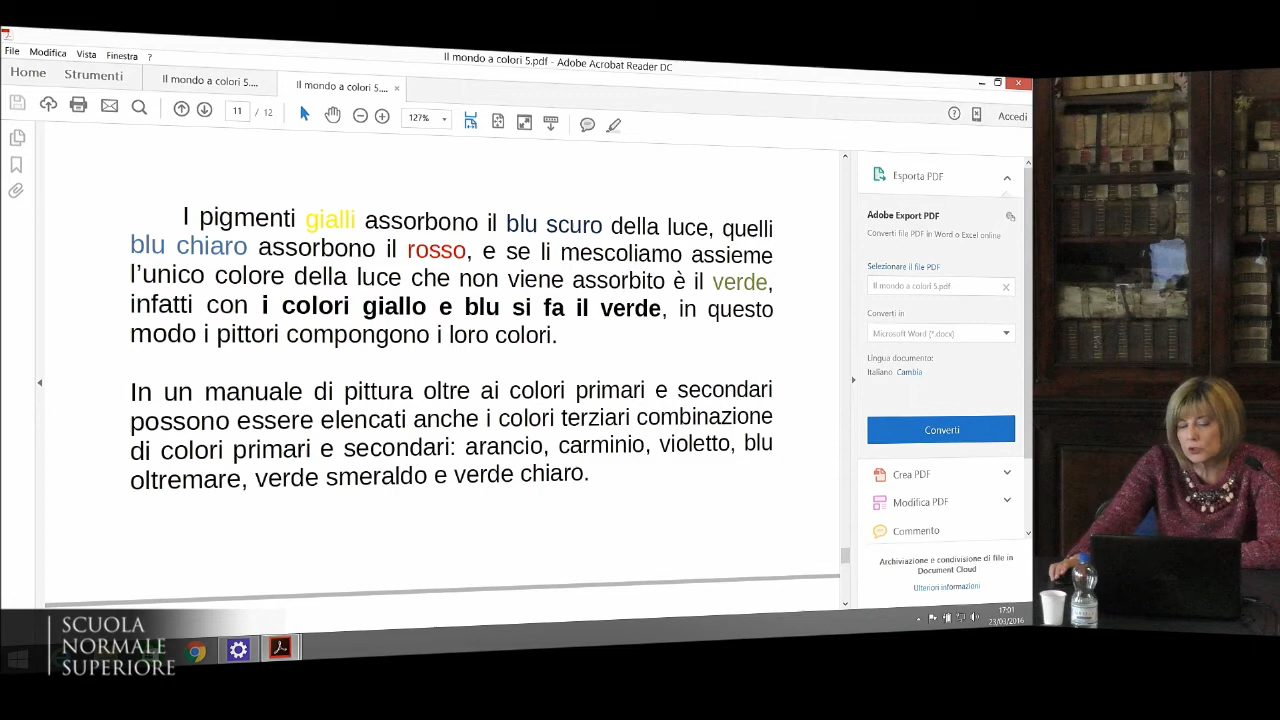 Il mondo a colori 5.pdf - Adobe Acrobat Reader DC
File Modifica Vista Finestra ?
Home Strumenti Il mondo a colori 5.... Il mondo a colori 5.... ×
11 / 12 127% Accedi
I pigmenti gialli assorbono il blu scuro della luce, quelli
blu chiaro assorbono il rosso, e se li mescoliamo assieme
l'unico colore della luce che non viene assorbito è il verde,
infatti con i colori giallo e blu si fa il verde, in questo
modo i pittori compongono i loro colori.
In un manuale di pittura oltre ai colori primari e secondari
possono essere elencati anche i colori terziari combinazione
di colori primari e secondari: arancio, carminio, violetto, blu
oltremare, verde smeraldo e verde chiaro.
Esporta PDF
Adobe Export PDF
Converti file PDF in Word o Excel online
Selezionare il file PDF
Il mondo a colori 5.pdf
Converti in
Microsoft Word (*.docx)
Lingua documento:
Italiano Cambia
Converti
Crea PDF
Modifica PDF
Commento
Archiviazione e condivisione di file in
Document Cloud
Ulteriori informazioni
17:01
23/03/2016
SCUOLA
NORMALE
SUPERIORE